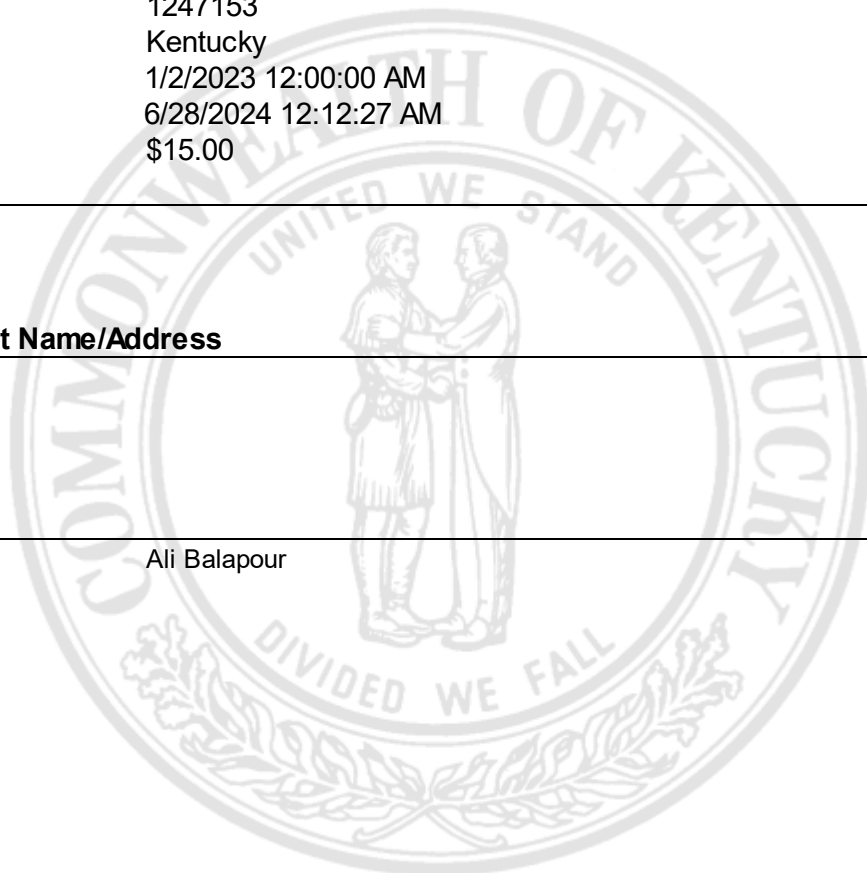 1247153
Kentucky
1/2/2023 12:00:00 AM
6/28/2024 12:12:27 AM
$15.00
COMMONWEALTH OF KENTUCKY
UNITED WE STAND
t Name/Address
Ali Balapour
DIVIDED WE FALL